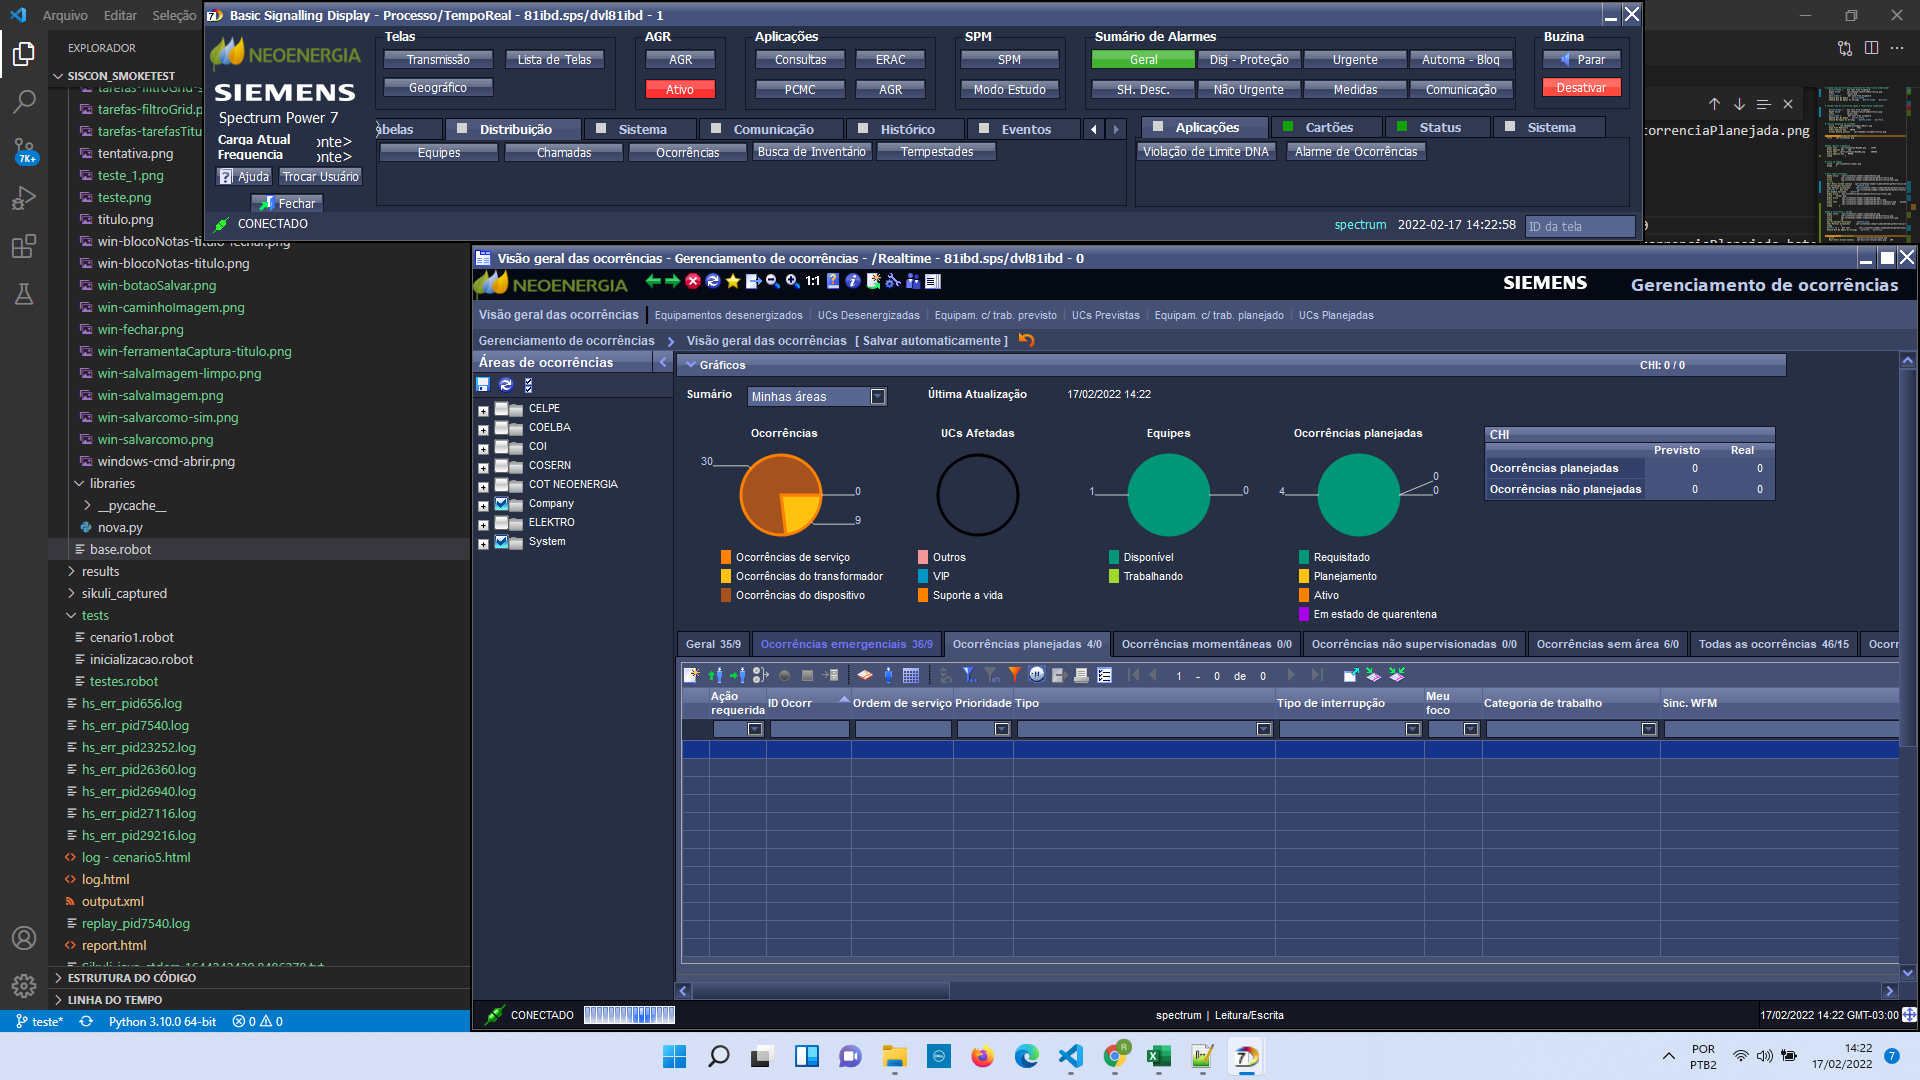 Arquivo Editar Seleção
Basic Signalling Display - Processo/TempoReal - 81ibd.sps/dvl81ibd - 1
NEOENERGIA
SIEMENS
Spectrum Power 7
Carga Atual onte>
Frequencia onte>
Ajuda Trocar Usuário
Fechar
CONECTADO
Telas
Transmissão Lista de Telas
Geográfico
AGR
AGR
Ativo
Aplicações
Consultas ERAC
PCMC AGR
SPM
SPM
Modo Estudo
Sumário de Alarmes
Geral Disj - Proteção Urgente Automa - Bloq
SH. Desc. Não Urgente Medidas Comunicação
Buzina
Parar
Desativar
abelas Distribuição Sistema Comunicação Histórico Eventos
Equipes Chamadas Ocorrências Busca de Inventário Tempestades
Aplicações Cartões Status Sistema
Violação de Limite DNA Alarme de Ocorrências
spectrum 2022-02-17 14:22:58 ID da tela
EXPLORADOR
SISCON_SMOKETEST
tarefas-filtroGrid-s
tarefas-filtroGrid.p
tarefas-tarefasTitu
tentativa.png
teste_1.png
teste.png
titulo.png
win-blocoNotas-titulo-fechar.png
win-blocoNotas-titulo.png
win-botaoSalvar.png
win-caminhoImagem.png
win-fechar.png
win-ferramentaCaptura-titulo.png
win-salvaImagem-limpo.png
win-salvaImagem.png
win-salvarcomo-sim.png
win-salvarcomo.png
windows-cmd-abrir.png
libraries
__pycache__
nova.py
base.robot
results
sikuli_captured
tests
cenario1.robot
inicializacao.robot
testes.robot
hs_err_pid656.log
hs_err_pid7540.log
hs_err_pid23252.log
hs_err_pid26360.log
hs_err_pid26940.log
hs_err_pid27116.log
hs_err_pid29216.log
log - cenario5.html
log.html
output.xml
replay_pid7540.log
report.html
ESTRUTURA DO CÓDIGO
LINHA DO TEMPO
7K+
teste* Python 3.10.0 64-bit 0 0
orrenciaPlanejada.png
Visão geral das ocorrências - Gerenciamento de ocorrências - /Realtime - 81ibd.sps/dvl81ibd - 0
NEOENERGIA 1:1 SIEMENS Gerenciamento de ocorrências
Visão geral das ocorrências Equipamentos desenergizados UCs Desenergizadas Equipam. c/ trab. previsto UCs Previstas Equipam. c/ trab. planejado UCs Planejadas
Gerenciamento de ocorrências Visão geral das ocorrências [ Salvar automaticamente ]
Áreas de ocorrências
CELPE
COELBA
COI
COSERN
COT NEOENERGIA
Company
ELEKTRO
System
Gráficos CHI: 0 / 0
Sumário Minhas áreas Última Atualização 17/02/2022 14:22
Ocorrências UCs Afetadas Equipes Ocorrências planejadas
30 0 9
1 0
4 0 0
Ocorrências de serviço
Ocorrências do transformador
Ocorrências do dispositivo
Outros
VIP
Suporte a vida
Disponível
Trabalhando
Requisitado
Planejamento
Ativo
Em estado de quarentena
CHI
Previsto Real
Ocorrências planejadas 0 0
Ocorrências não planejadas 0 0
Geral 35/9 Ocorrências emergenciais 36/9 Ocorrências planejadas 4/0 Ocorrências momentâneas 0/0 Ocorrências não supervisionadas 0/0 Ocorrências sem área 6/0 Todas as ocorrências 46/15 Ocorr
1 - 0 de 0
Ação requerida ID Ocorr Ordem de serviço Prioridade Tipo Tipo de interrupção Meu foco Categoria de trabalho Sinc. WFM
CONECTADO spectrum | Leitura/Escrita 17/02/2022 14:22 GMT-03:00
POR
PTB2
14:22
17/02/2022
7